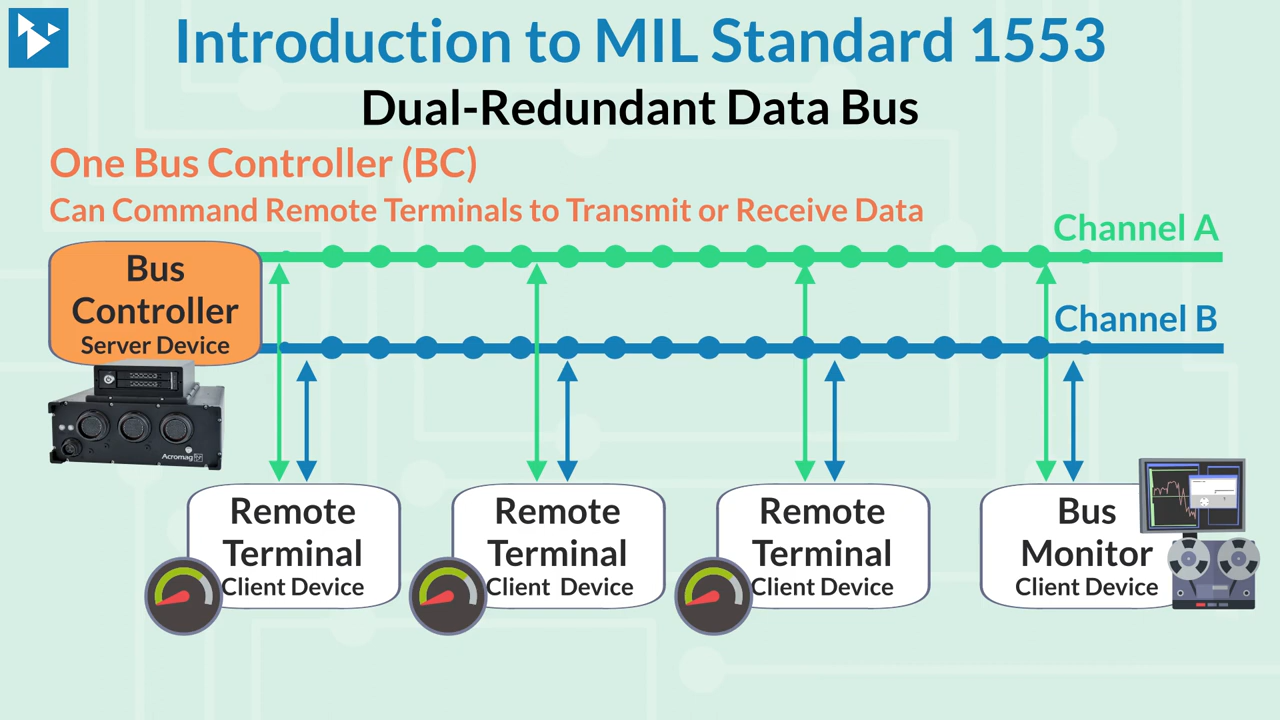 Introduction to MIL Standard 1553
Dual-Redundant Data Bus
One Bus Controller (BC)
Can Command Remote Terminals to Transmit or Receive Data
Channel A
Bus
Controller
Server Device
Channel B
Acromag
Remote
Terminal
Client Device
Remote
Terminal
Client Device
Remote
Terminal
Client Device
Bus
Monitor
Client Device